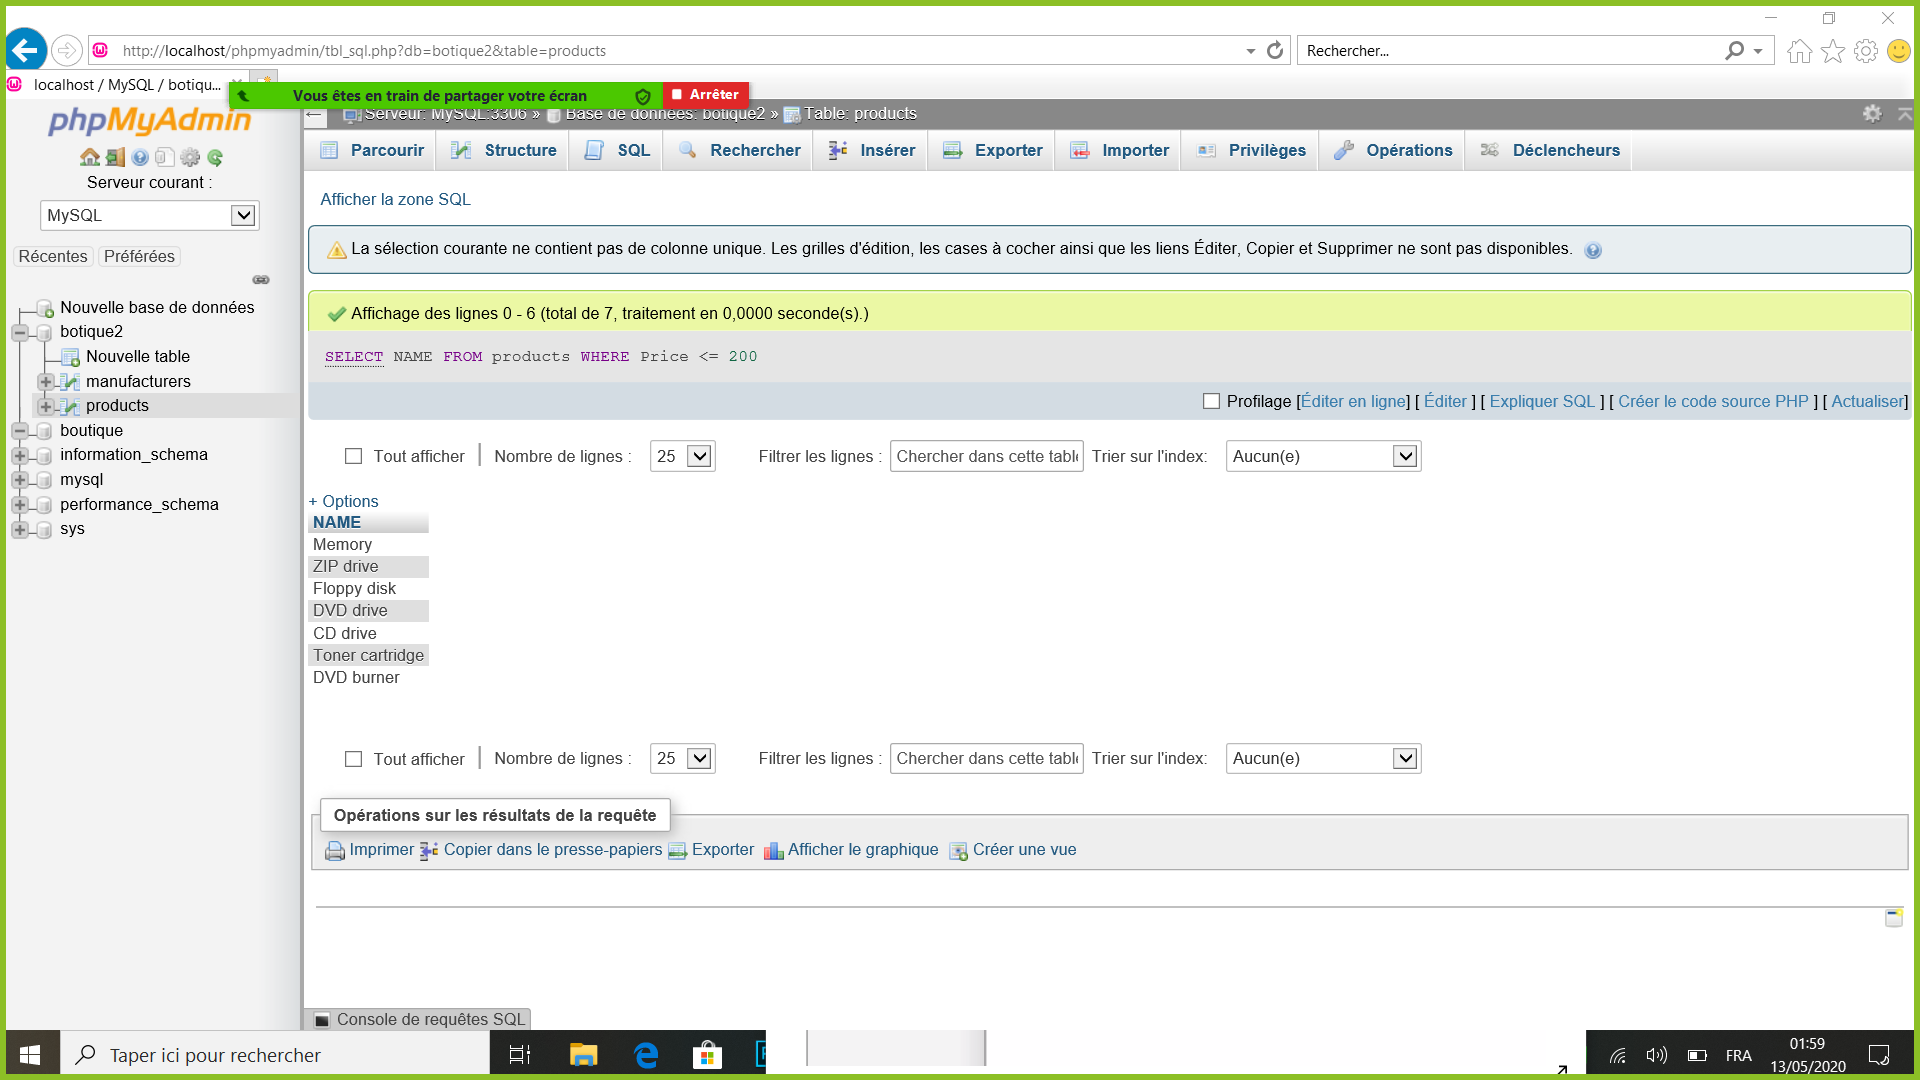 http://localhost/phpmyadmin/tbl_sql.php?db=botique2&table=products
Rechercher...
localhost / MySQL / botiqu...
Vous êtes en train de partager votre écran
Arrêter
phpMyAdmin
Serveur: MySQL:3306 » Base de données: botique2 » Table: products
Parcourir Structure SQL Rechercher Insérer Exporter Importer Privilèges Opérations Déclencheurs
Serveur courant :
MySQL
Récentes Préférées
Nouvelle base de données
botique2
Nouvelle table
manufacturers
products
boutique
information_schema
mysql
performance_schema
sys
Afficher la zone SQL
La sélection courante ne contient pas de colonne unique. Les grilles d'édition, les cases à cocher ainsi que les liens Éditer, Copier et Supprimer ne sont pas disponibles.
Affichage des lignes 0 - 6 (total de 7, traitement en 0,0000 seconde(s).)
SELECT NAME FROM products WHERE Price <= 200
Profilage [Éditer en ligne] [ Éditer ] [ Expliquer SQL ] [ Créer le code source PHP ] [ Actualiser]
Tout afficher | Nombre de lignes : 25 Filtrer les lignes : Chercher dans cette table Trier sur l'index: Aucun(e)
+ Options
NAME
Memory
ZIP drive
Floppy disk
DVD drive
CD drive
Toner cartridge
DVD burner
Tout afficher | Nombre de lignes : 25 Filtrer les lignes : Chercher dans cette table Trier sur l'index: Aucun(e)
Opérations sur les résultats de la requête
Imprimer Copier dans le presse-papiers Exporter Afficher le graphique Créer une vue
Console de requêtes SQL
Taper ici pour rechercher
FRA
01:59
13/05/2020